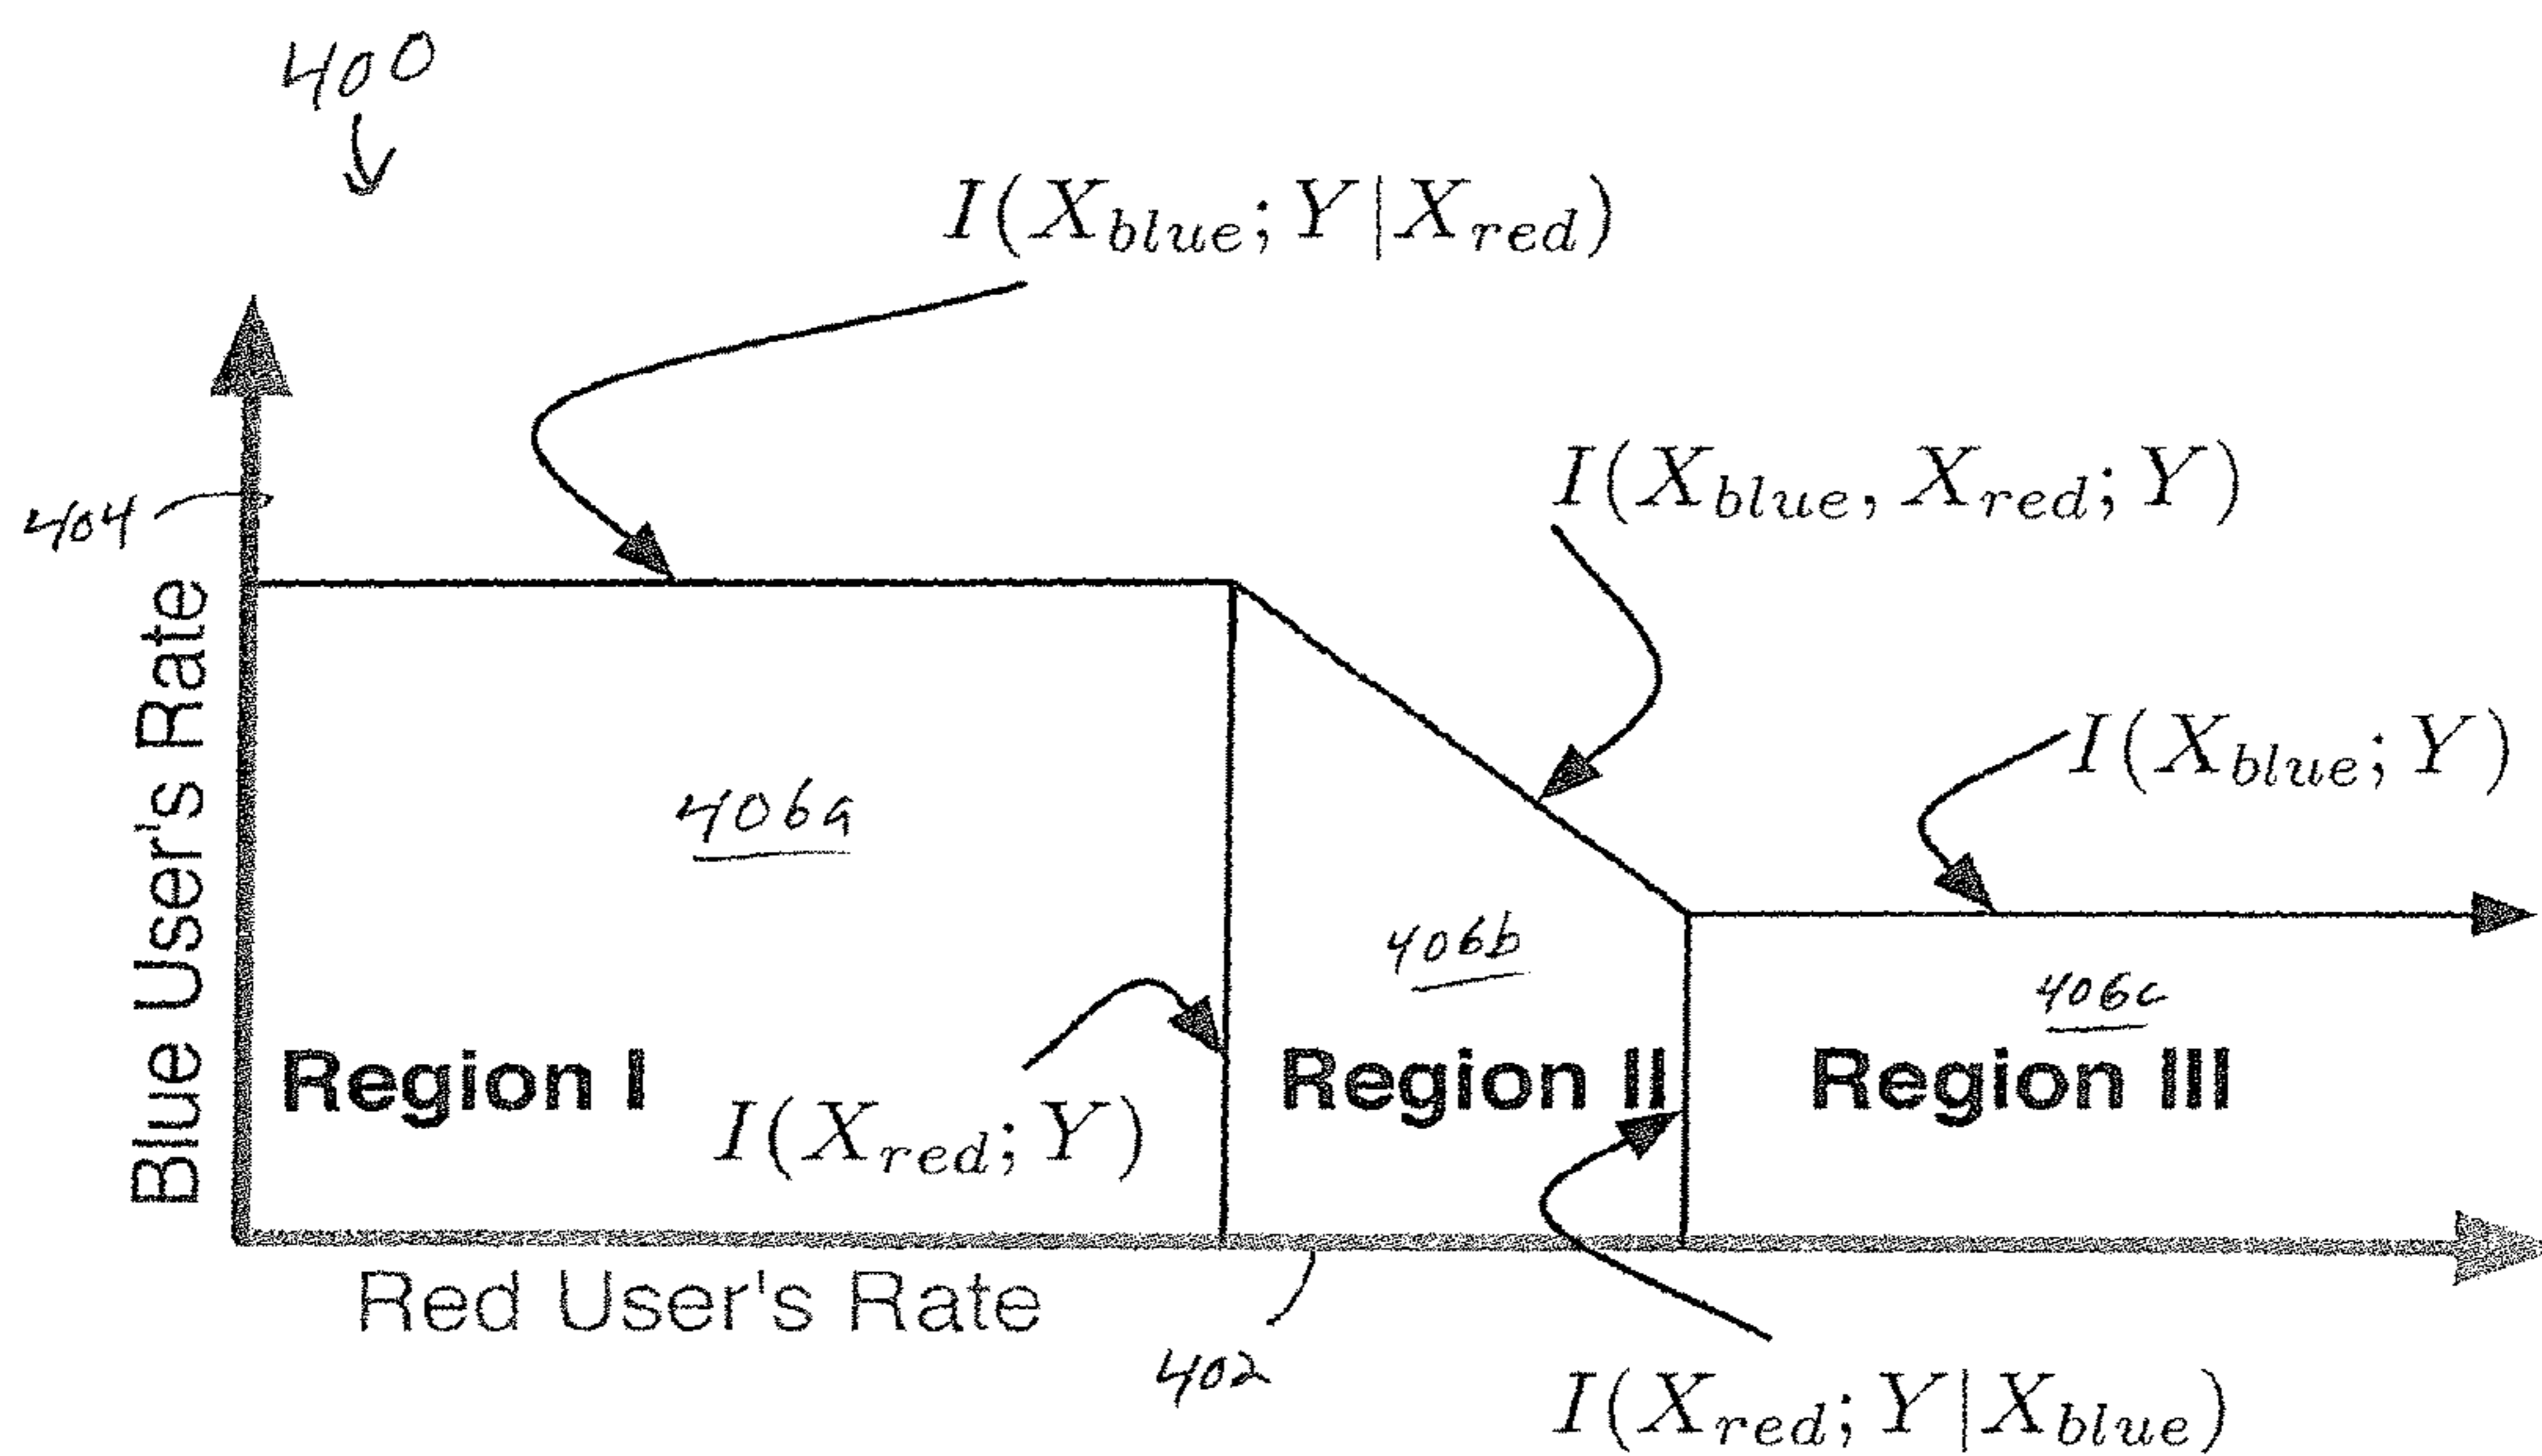 400
I(X_{blue}; Y|X_{red})
I(X_{blue}, X_{red}; Y)
404
I(X_{blue}; Y)
Blue User's Rate
406a
406b
406c
Region I
Region II
Region III
I(X_{red}; Y)
Red User's Rate
402
I(X_{red}; Y|X_{blue})